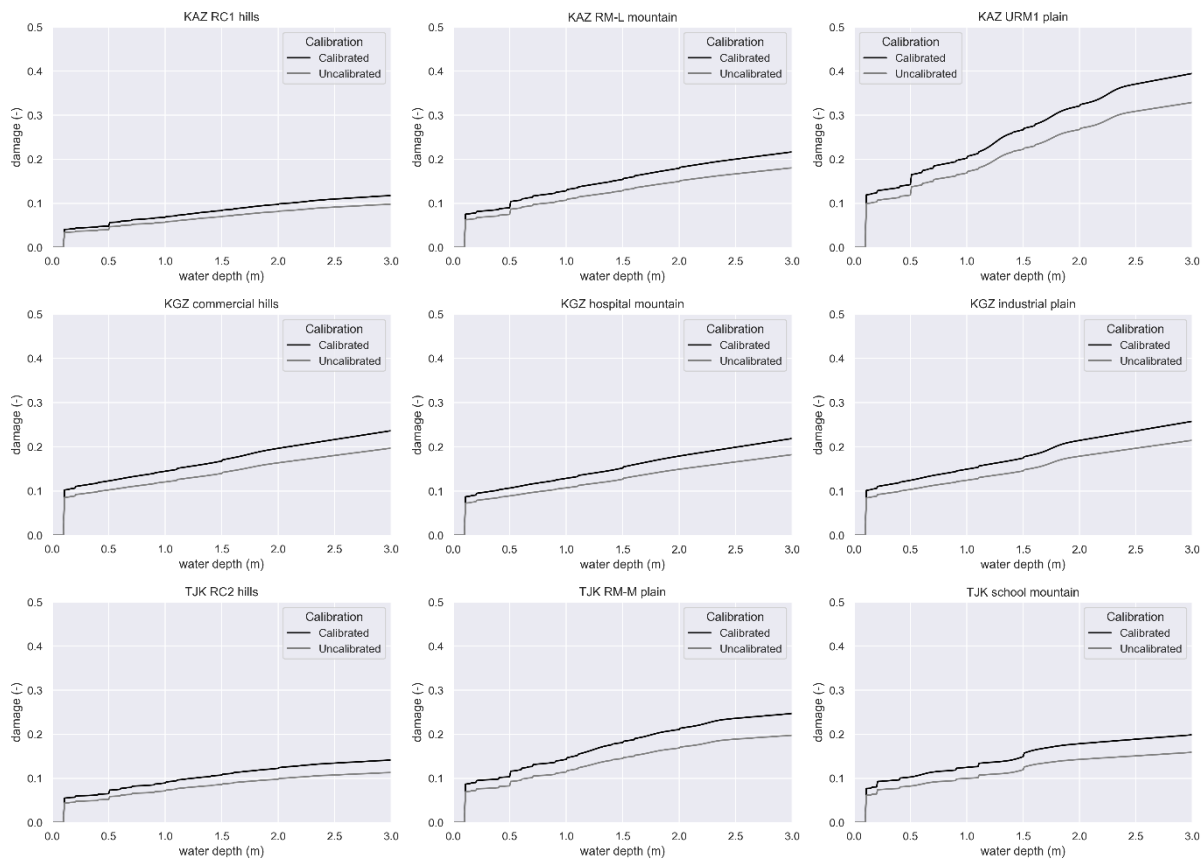 KAZ RC1 hills
0.5
0.4
0.3
0.2
0.1
0.0
damage (-)
Calibration
Calibrated
Uncalibrated
0.0 0.5 1.0 1.5 2.0 2.5 3.0
water depth (m)
KAZ RM-L mountain
0.5
0.4
0.3
0.2
0.1
0.0
damage (-)
Calibration
Calibrated
Uncalibrated
0.0 0.5 1.0 1.5 2.0 2.5 3.0
water depth (m)
KAZ URM1 plain
0.5
0.4
0.3
0.2
0.1
0.0
damage (-)
Calibration
Calibrated
Uncalibrated
0.0 0.5 1.0 1.5 2.0 2.5 3.0
water depth (m)
KGZ commercial hills
0.5
0.4
0.3
0.2
0.1
0.0
damage (-)
Calibration
Calibrated
Uncalibrated
0.0 0.5 1.0 1.5 2.0 2.5 3.0
water depth (m)
KGZ hospital mountain
0.5
0.4
0.3
0.2
0.1
0.0
damage (-)
Calibration
Calibrated
Uncalibrated
0.0 0.5 1.0 1.5 2.0 2.5 3.0
water depth (m)
KGZ industrial plain
0.5
0.4
0.3
0.2
0.1
0.0
damage (-)
Calibration
Calibrated
Uncalibrated
0.0 0.5 1.0 1.5 2.0 2.5 3.0
water depth (m)
TJK RC2 hills
0.5
0.4
0.3
0.2
0.1
0.0
damage (-)
Calibration
Calibrated
Uncalibrated
0.0 0.5 1.0 1.5 2.0 2.5 3.0
water depth (m)
TJK RM-M plain
0.5
0.4
0.3
0.2
0.1
0.0
damage (-)
Calibration
Calibrated
Uncalibrated
0.0 0.5 1.0 1.5 2.0 2.5 3.0
water depth (m)
TJK school mountain
0.5
0.4
0.3
0.2
0.1
0.0
damage (-)
Calibration
Calibrated
Uncalibrated
0.0 0.5 1.0 1.5 2.0 2.5 3.0
water depth (m)